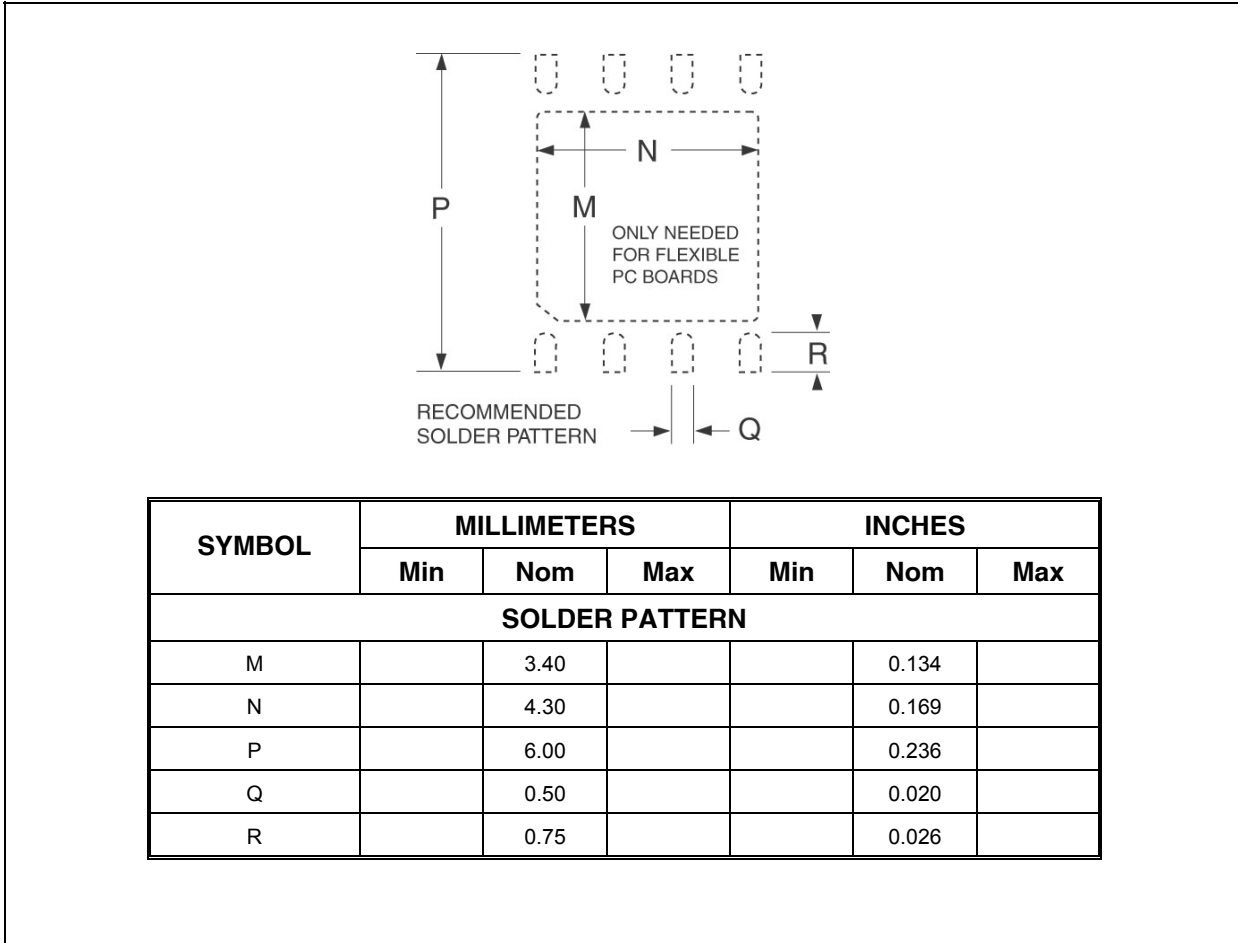 P
N
M
ONLY NEEDED
FOR FLEXIBLE
PC BOARDS
R
RECOMMENDED
SOLDER PATTERN
Q
SYMBOL MILLIMETERS INCHES
Min Nom Max Min Nom Max
SOLDER PATTERN
M 3.40 0.134
N 4.30 0.169
P 6.00 0.236
Q 0.50 0.020
R 0.75 0.026